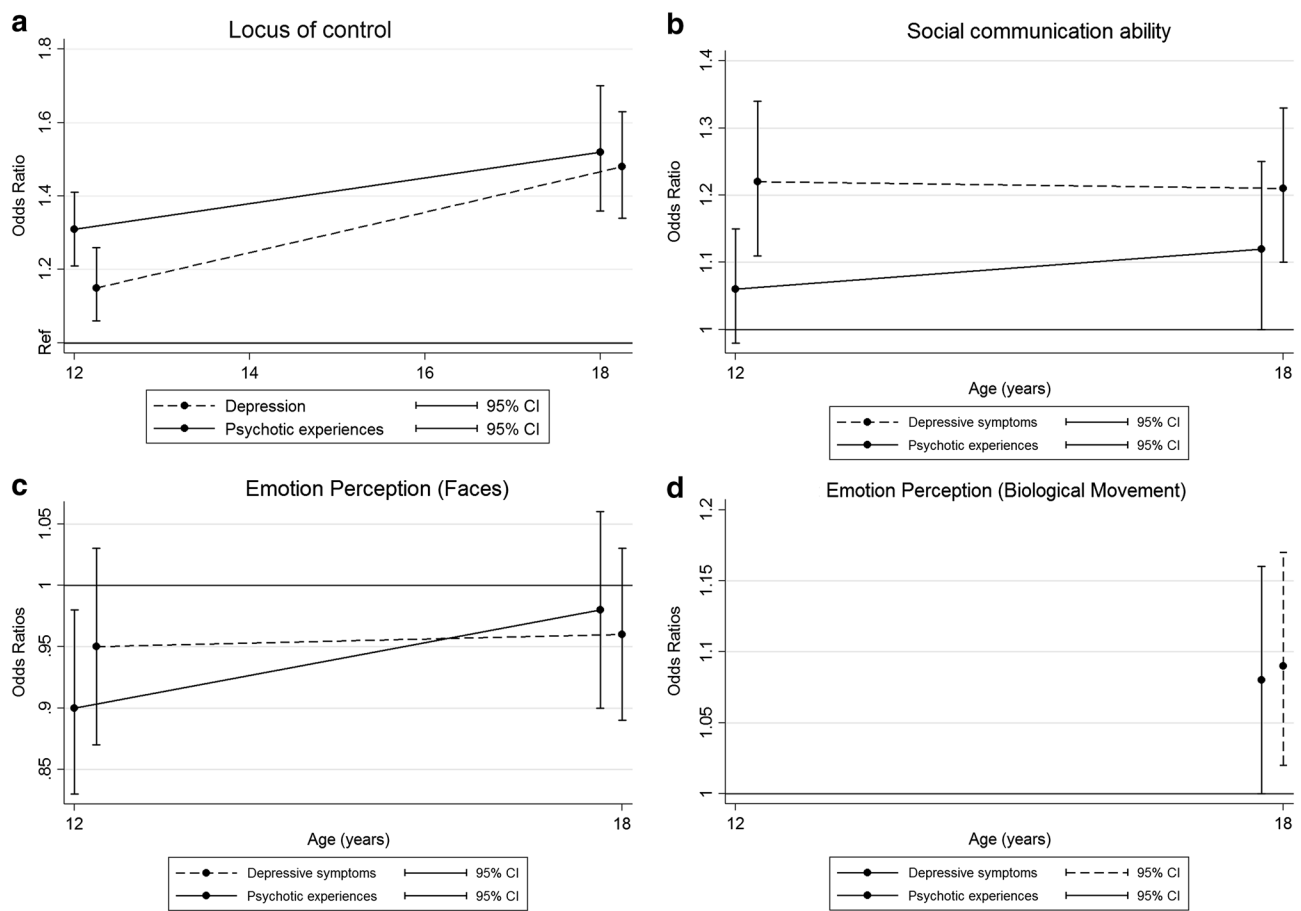 a
Locus of control
1.8
1.6
1.4
1.2
Ref
Odds Ratio
12 14 16 18
Depression 95% CI
Psychotic experiences 95% CI
b
Social communication ability
1.4
1.3
1.2
1.1
1
Odds Ratio
12 18
Age (years)
Depressive symptoms 95% CI
Psychotic experiences 95% CI
c
Emotion Perception (Faces)
1.05
1
.95
.9
.85
Odds Ratios
12 18
Age (years)
Depressive symptoms 95% CI
Psychotic experiences 95% CI
d
Emotion Perception (Biological Movement)
1.2
1.15
1.1
1.05
1
Odds Ratios
12 18
Age (years)
Depressive symptoms 95% CI
Psychotic experiences 95% CI